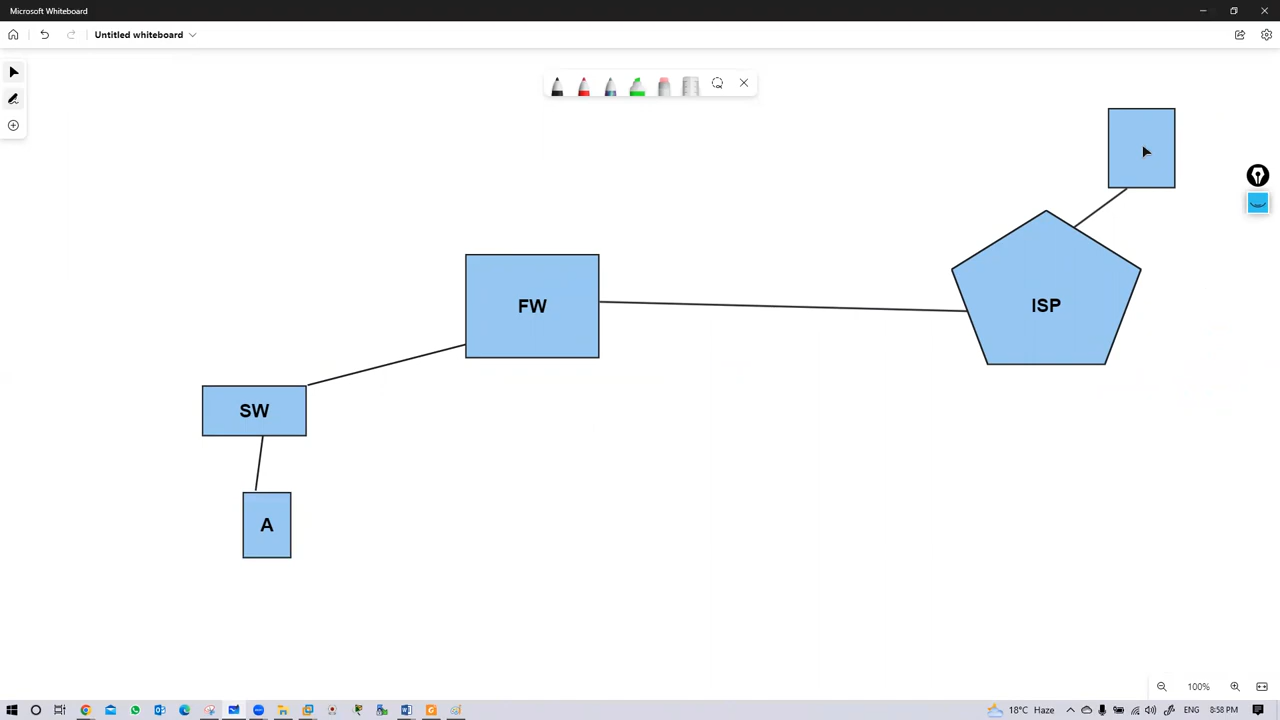 Microsoft Whiteboard
Untitled whiteboard
FW
ISP
SW
A
100%
18°C Haze
ENG
8:58 PM